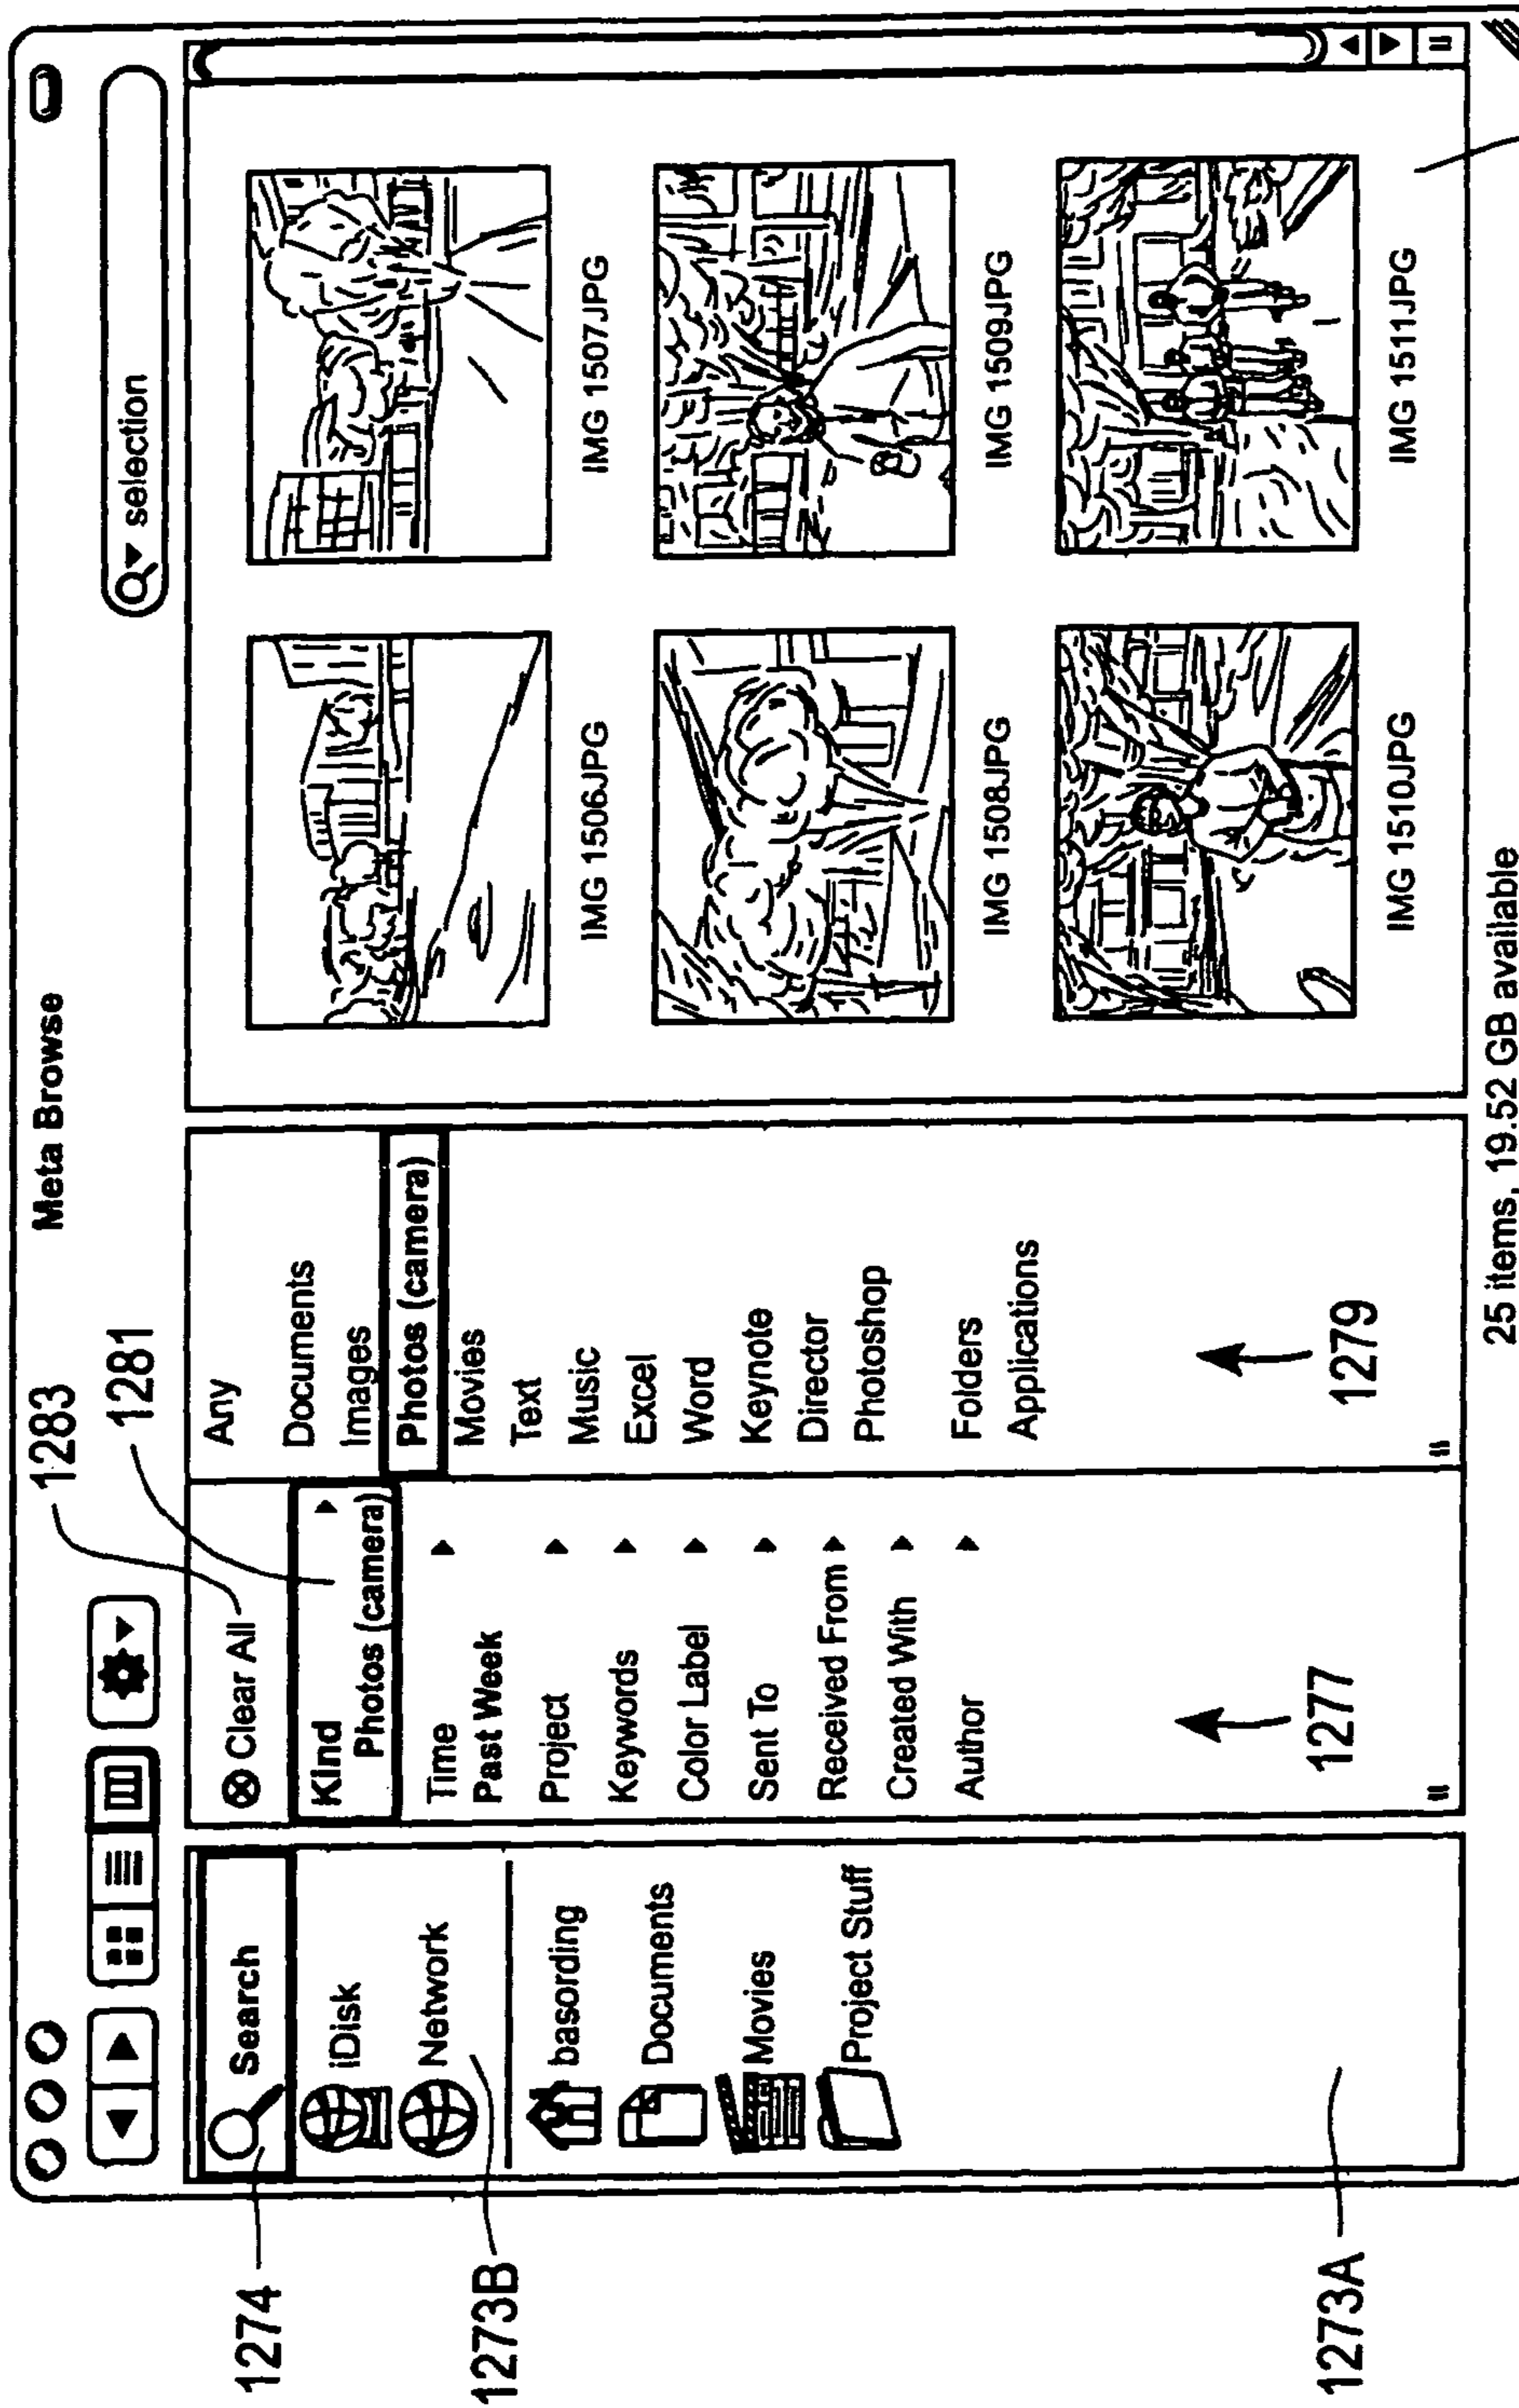 1283
1281
Meta Browse
selection
Search
iDisk
Network
basording
Documents
Movies
Project Stuff
Clear All
Kind
Photos (camera)
Time
Past Week
Project
Keywords
Color Label
Sent To
Received From
Created With
Author
1277
Any
Documents
Images
Photos (camera)
Movies
Text
Music
Excel
Word
Keynote
Director
Photoshop
Folders
Applications
1279
IMG 1506JPG
IMG 1507JPG
IMG 1508JPG
IMG 1509JPG
IMG 1510JPG
IMG 1511JPG
25 items, 19.52 GB available
1274
1273B
1273A